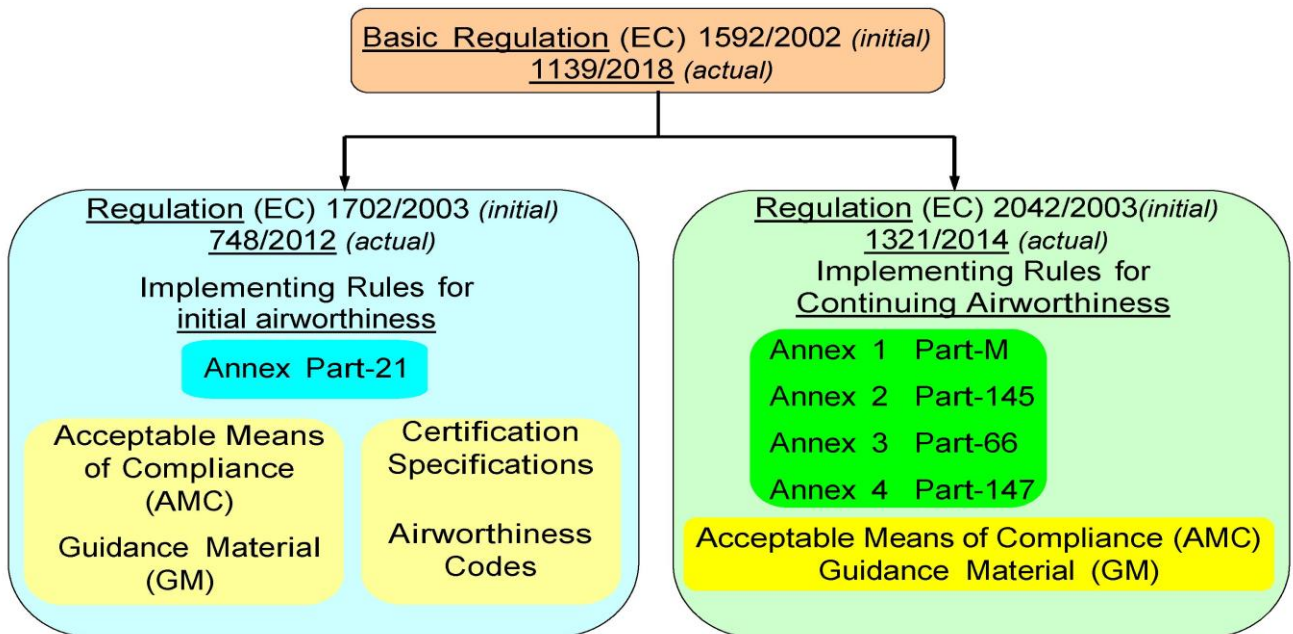 Basic Regulation (EC) 1592/2002 (initial)
1139/2018 (actual)
Regulation (EC) 1702/2003 (initial)
748/2012 (actual)
Implementing Rules for
initial airworthiness
Annex Part-21
Acceptable Means
of Compliance
(AMC)
Guidance Material
(GM)
Certification
Specifications
Airworthiness
Codes
Regulation (EC) 2042/2003(initial)
1321/2014 (actual)
Implementing Rules for
Continuing Airworthiness
Annex 1 Part-M
Annex 2 Part-145
Annex 3 Part-66
Annex 4 Part-147
Acceptable Means of Compliance (AMC)
Guidance Material (GM)